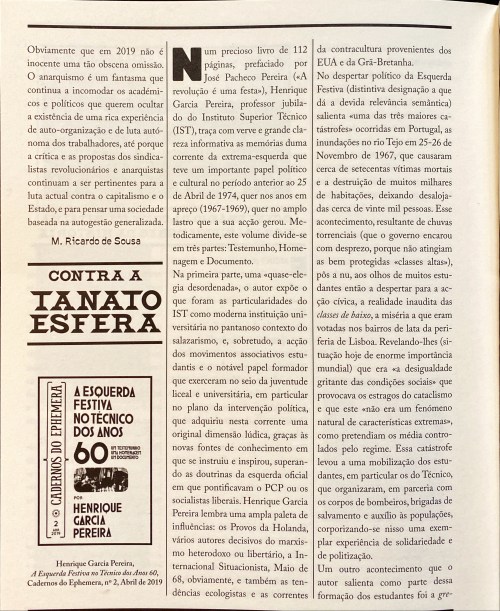 Obviamente que em 2019 não é
inocente uma tão obscena omissão.
O anarquismo é um fantasma que
continua a incomodar os académi-
cos e políticos que querem ocultar
a existência de uma rica experiência
de auto-organização e de luta autó-
noma dos trabalhadores, até porque
a crítica e as propostas dos sindica-
listas revolucionários e anarquistas
continuam a ser pertinentes para a
luta actual contra o capitalismo e o
Estado, e para pensar uma sociedade
baseada na autogestão generalizada.
M. Ricardo de Sousa
CONTRA A
TANATO
ESFERA
CADERNOS DO EPHEMERA
2
ABR
2019
A ESQUERDA
FESTIVA
NO TÉCNICO
DOS ANOS
60
UM TESTEMUNHO
UMA HOMENAGEM
UM DOCUMENTO
POR
HENRIQUE
GARCIA
PEREIRA
Henrique Garcia Pereira,
A Esquerda Festiva no Técnico dos Anos 60,
Cadernos do Ephemera, nº 2, Abril de 2019
Num precioso livro de 112
páginas, prefaciado por
José Pacheco Pereira («A
revolução é uma festa»), Henrique
Garcia Pereira, professor jubila-
do do Instituto Superior Técnico
(IST), traça com verve e grande cla-
reza informativa as memórias duma
corrente da extrema-esquerda que
teve um importante papel político
e cultural no período anterior ao 25
de Abril de 1974, quer nos anos em
apreço (1967-1969), quer no amplo
lastro que a sua acção gerou. Me-
todicamente, este volume divide-se
em três partes: Testemunho, Home-
nagem e Documento.
Na primeira parte, uma «quase-ele-
gia desordenada», o autor expõe o
que foram as particularidades do
IST como moderna instituição uni-
versitária no pantanoso contexto do
salazarismo, e, sobretudo, a acção
dos movimentos associativos estu-
dantis e o notável papel formador
que exerceram no seio da juventude
liceal e universitária, em particular
no plano da intervenção política,
que adquiriu nesta corrente uma
original dimensão lúdica, graças às
novas fontes de conhecimento em
que se instruiu e inspirou, superan-
do as doutrinas da esquerda oficial
em que pontificavam o PCP ou os
socialistas liberais. Henrique Garcia
Pereira lembra uma ampla paleta de
influências: os Provos da Holanda,
vários autores decisivos do marxis-
mo heterodoxo ou libertário, a In-
ternacional Situacionista, Maio de
68, obviamente, e também as ten-
dências ecologistas e as correntes
da contracultura provenientes dos
EUA e da Grã-Bretanha.
No despertar político da Esquerda
Festiva (distintiva designação a que
dá a devida relevância semântica)
salienta «uma das três maiores ca-
tástrofes» ocorridas em Portugal, as
inundações no rio Tejo em 25-26 de
Novembro de 1967, que causaram
cerca de setecentas vítimas mortais
e a destruição de muitos milhares
de habitações, deixando desaloja-
das cerca de vinte mil pessoas. Esse
acontecimento, resultante de chuvas
torrenciais (que o governo encarou
com desprezo, porque não atingiam
as bem protegidas «classes altas»),
pôs a nu, aos olhos de muitos estu-
dantes então a despertar para a ac-
ção cívica, a realidade inaudita das
classes de baixo, a miséria a que eram
votadas nos bairros de lata da peri-
feria de Lisboa. Revelando-lhes (si-
tuação hoje de enorme importância
mundial) que era «a desigualdade
gritante das condições sociais» que
provocava os estragos do cataclismo
e que este «não era um fenómeno
natural de características extremas»,
como pretendiam os média contro-
lados pelo regime. Essa catástrofe
levou a uma mobilização dos estu-
dantes, em particular os do Técnico,
que organizaram, em parceria com
os corpos de bombeiros, brigadas de
salvamento e auxílio às populações,
corporizando-se nisso uma exem-
plar experiência de solidariedade e
de politização.
Um outro acontecimento que o
autor salienta como parte dessa
formação dos estudantes foi a gre-